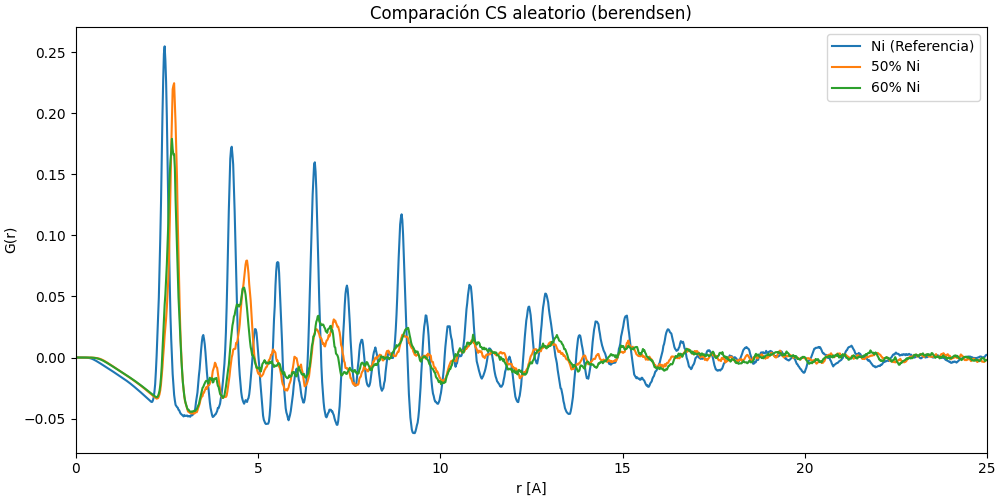 Comparación CS aleatorio (berendsen)
Ni (Referencia)
50% Ni
60% Ni
G(r)
0.25
0.20
0.15
0.10
0.05
0.00
−0.05
0 5 10 15 20 25
r [A]